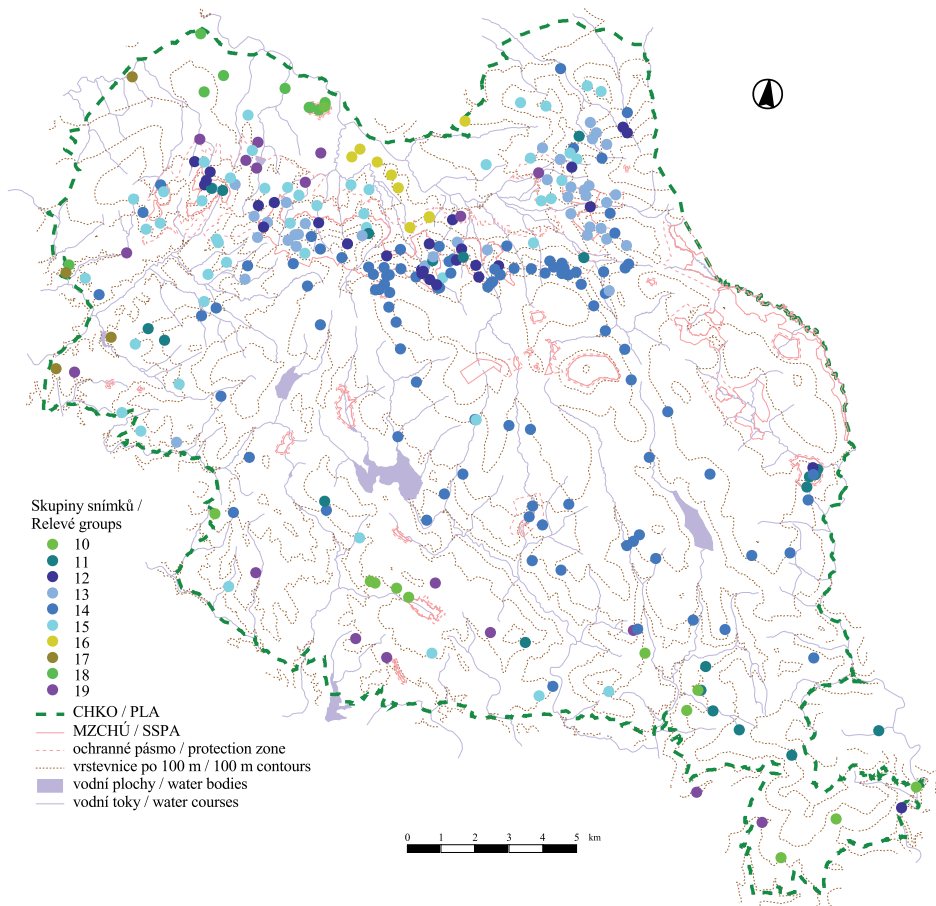 Skupiny snímků /
Relevé groups
10
11
12
13
14
15
16
17
18
19
CHKO / PLA
MZCHÚ / SSPA
ochranné pásmo / protection zone
vrstevnice po 100 m / 100 m contours
vodní plochy / water bodies
vodní toky / water courses
0 1 2 3 4 5 km